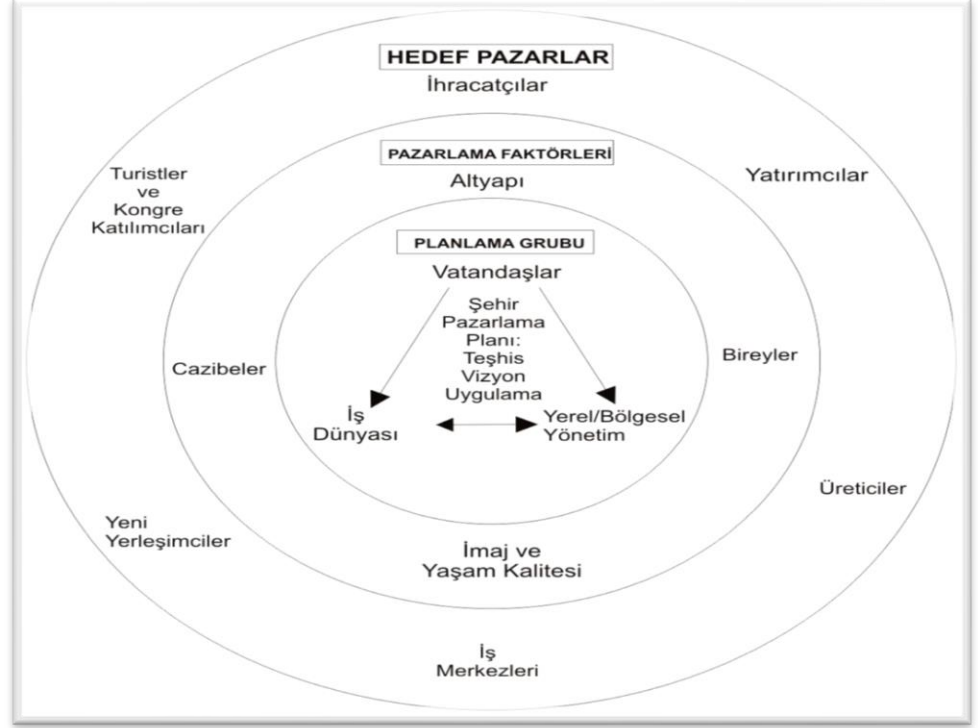 HEDEF PAZARLAR
İhracatçılar
PAZARLAMA FAKTÖRLERİ
Altyapı
Turistler
ve
Kongre
Katılımcıları
Yatırımcılar
PLANLAMA GRUBU
Vatandaşlar
Şehir
Pazarlama
Planı:
Teşhis
Vizyon
Uygulama
Cazibeler
Bireyler
İş
Dünyası
Yerel/Bölgesel
Yönetim
Üreticiler
Yeni
Yerleşimciler
İmaj ve
Yaşam Kalitesi
İş
Merkezleri